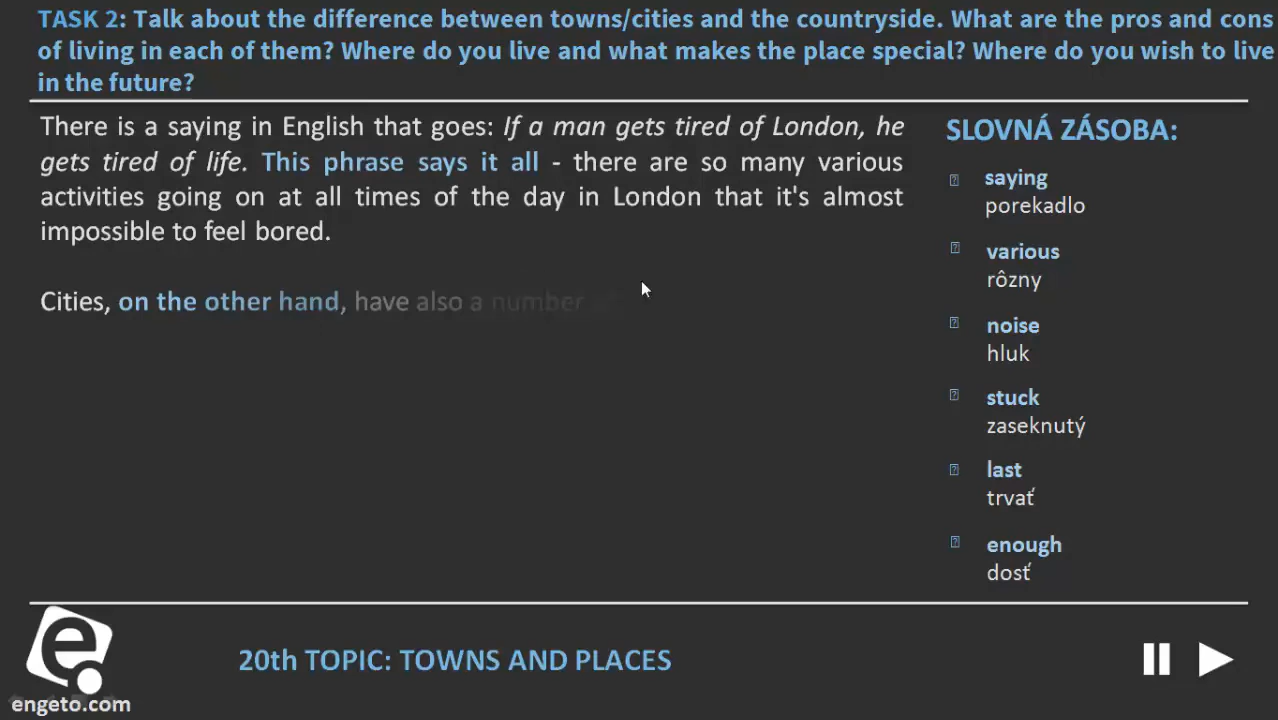 TASK 2: Talk about the difference between towns/cities and the countryside. What are the pros and cons
of living in each of them? Where do you live and what makes the place special? Where do you wish to live
in the future?
There is a saying in English that goes: If a man gets tired of London, he
gets tired of life. This phrase says it all - there are so many various
activities going on at all times of the day in London that it's almost
impossible to feel bored.
Cities, on the other hand, have also a number of
SLOVNÁ ZÁSOBA:
saying
porekadlo
various
rôzny
noise
hluk
stuck
zaseknutý
last
trvať
enough
dosť
20th TOPIC: TOWNS AND PLACES
e
engeto.com